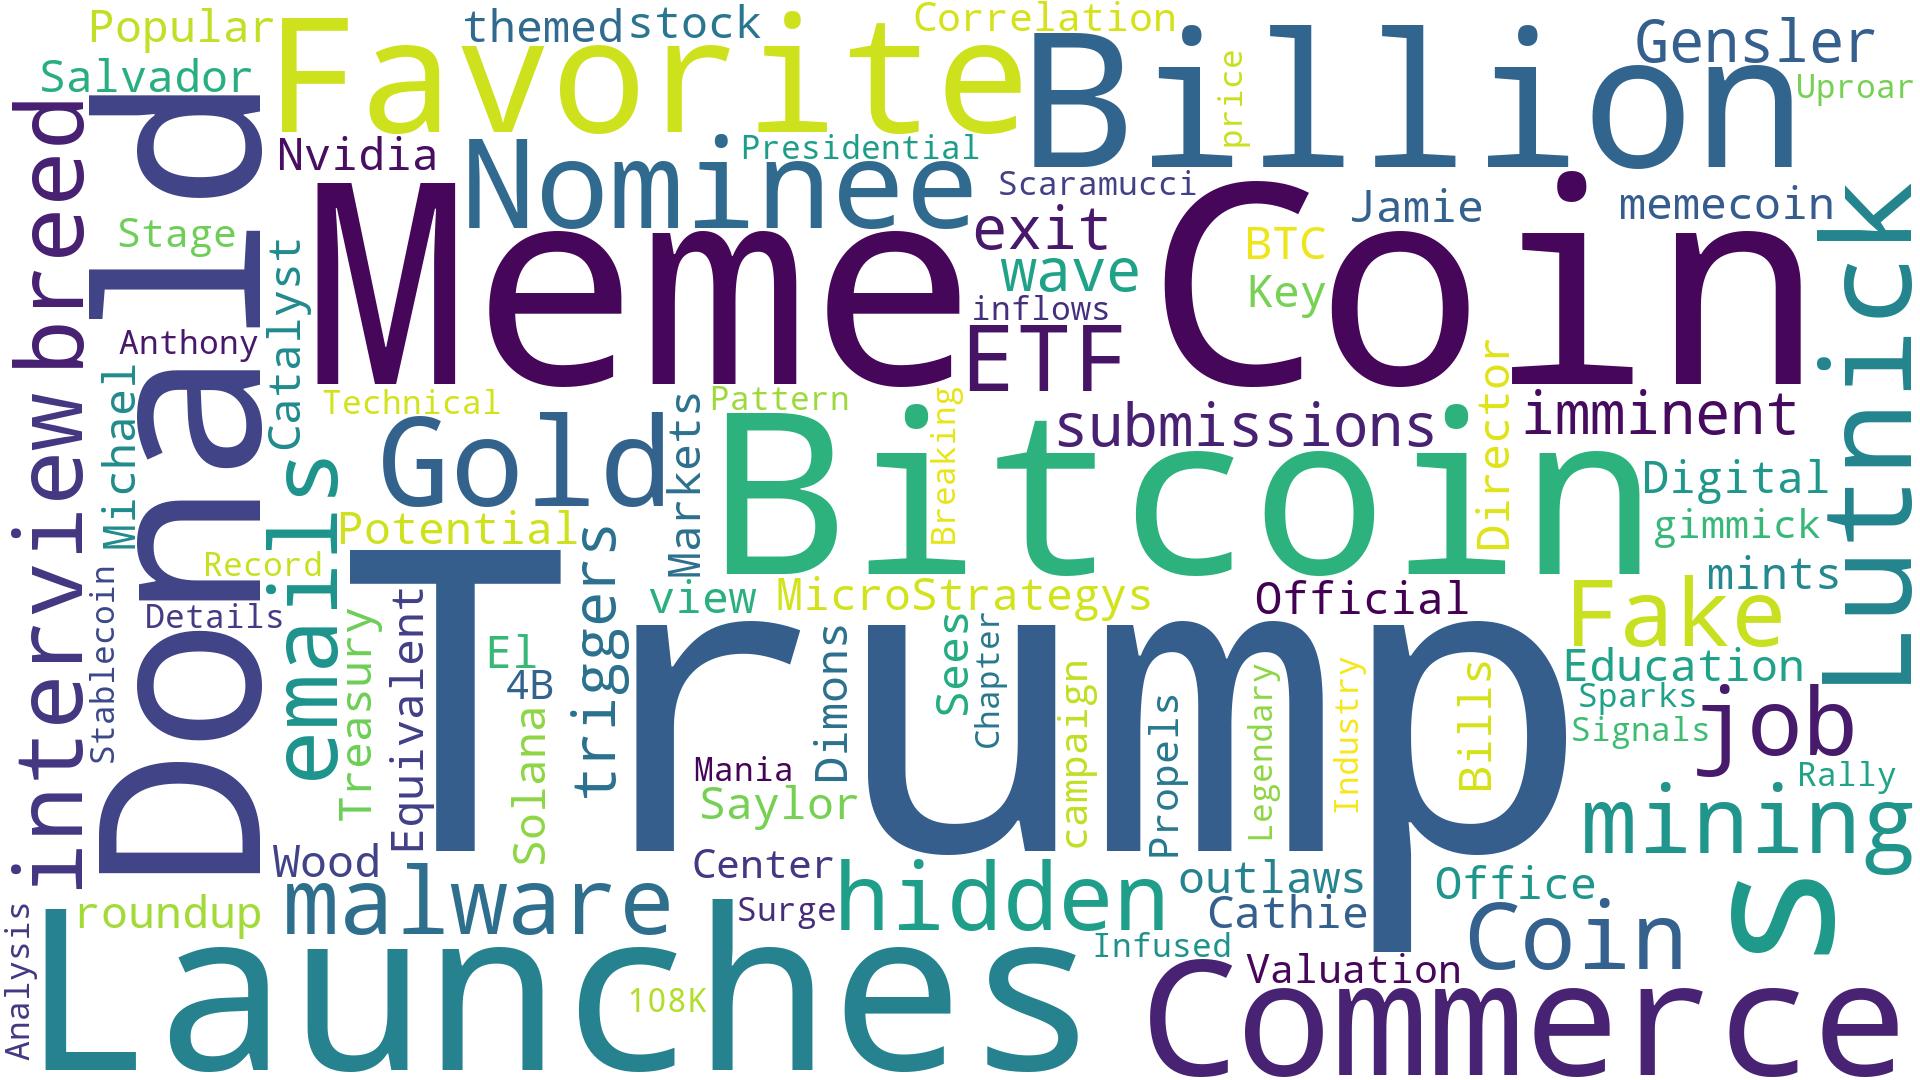 Popular
Favorite
themed
stock
Correlation
Billion
Gensler
Salvador
price
Uproar
breed
Donald
Nvidia
Nominee
Presidential
Scaramucci
Jamie
memecoin
Lutnick
Meme Coin
exit
BTC
Stage
Catalyst
wave
Key
inflows
Anthony
ETF
Michael
Technical
Gold
Markets
Pattern
Bitcoin
Breaking
submissions
Director
imminent
interview
emails
Digital
Potential
gimmick
Record
triggers
mints
Stablecoin
Details
Treasury
Equivalent
view
MicroStrategys
Official
Fake
Trump
El
4B
Solana
Dimons
Sees
Chapter
campaign
Propels
Legendary
Industry
Bills
Education
Sparks
Signals
job
Mania
Saylor
Rally
mining
Wood
malware
Center
Surge
hidden
outlaws
Cathie
Office
Coin
s
Analysis
roundup
Launches
108K
Infused
Valuation
Commerce